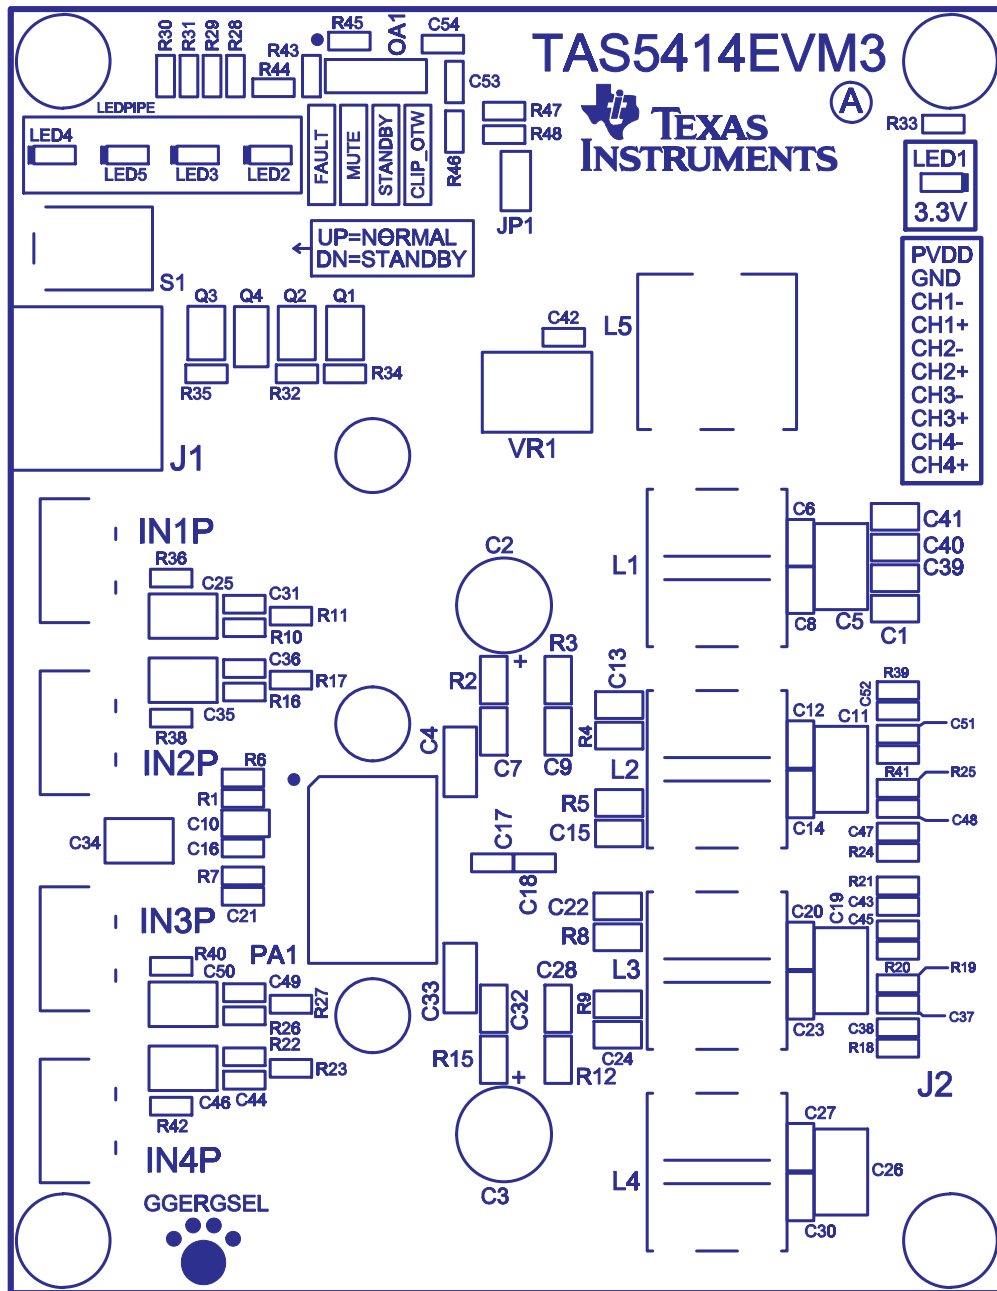 R30
R31
R29
R28
R43
R44
R45
OA1
C54
C53
TAS5414EVM3
A
TEXAS
INSTRUMENTS
R33
LED1
3.3V
LEDPIPE
LED4
LED5
LED3
LED2
FAULT
MUTE
STANDBY
CLIP_OTW
R46
R47
R48
JP1
UP=NORMAL
DN=STANDBY
S1
PVDD
GND
CH1-
CH1+
CH2-
CH2+
CH3-
CH3+
CH4-
CH4+
Q3
Q4
Q2
Q1
R35
R32
R34
J1
C42
VR1
L5
IN1P
R36
C25
C31
R11
R10
C36
R17
R16
C35
R38
IN2P
C2
+
R2
R3
C13
R4
C4
C7
C9
L1
C6
C8
C5
C41
C40
C39
C1
L2
C12
C11
C14
R39
C52
C51
R41
R25
C48
C47
R24
R6
R1
C10
C16
C34
R7
C21
R5
C15
C17
C18
IN3P
PA1
R40
C50
C49
R27
R26
R22
R23
C44
C46
R42
IN4P
C22
R8
C28
C33
C32
R9
C24
R15
R12
+
C3
L3
C20
C19
C23
R21
C43
C45
R20
R19
C37
C38
R18
J2
L4
C27
C26
C30
GGERGSEL